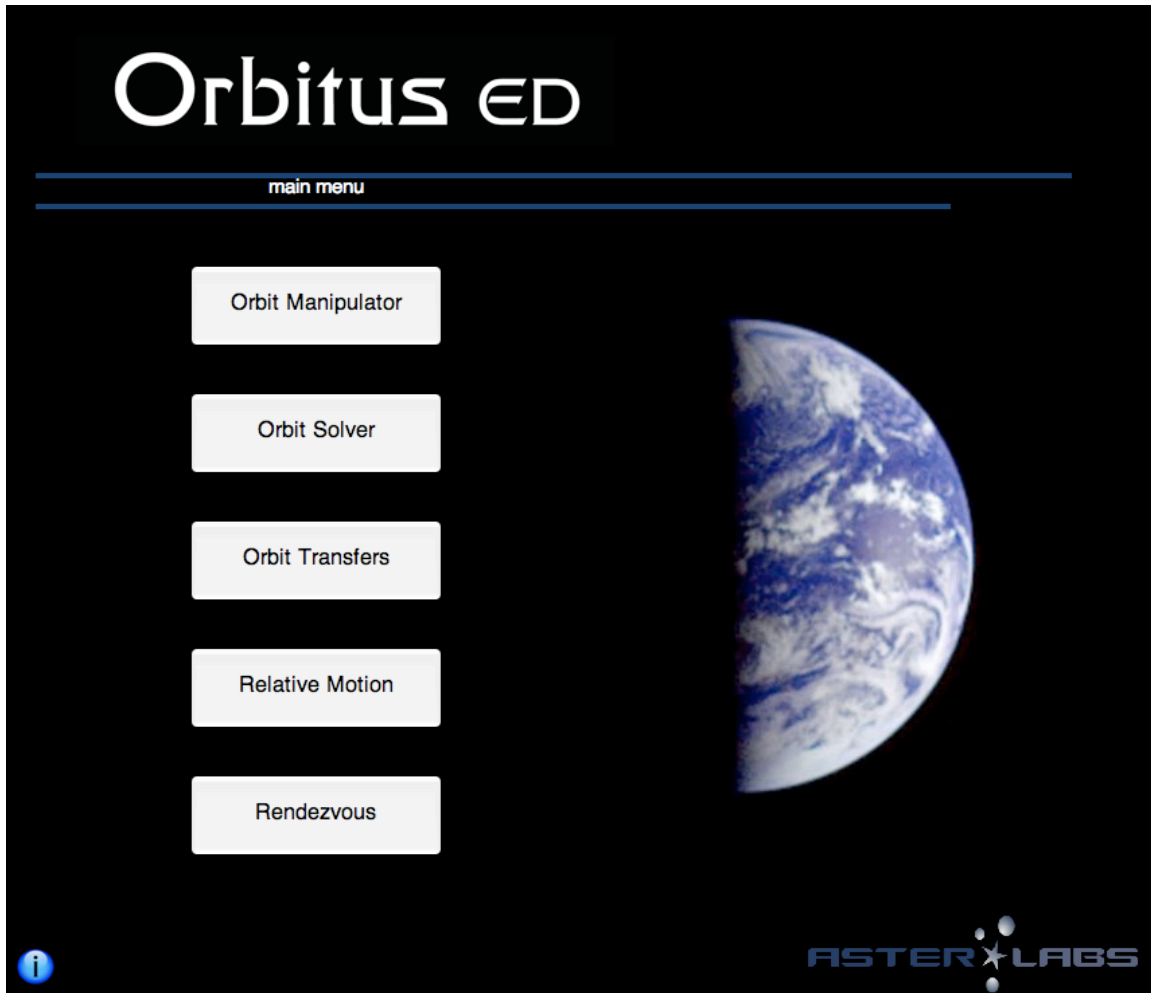 Orbitus ED
main menu
Orbit Manipulator
Orbit Solver
Orbit Transfers
Relative Motion
Rendezvous
i
ASTER LABS